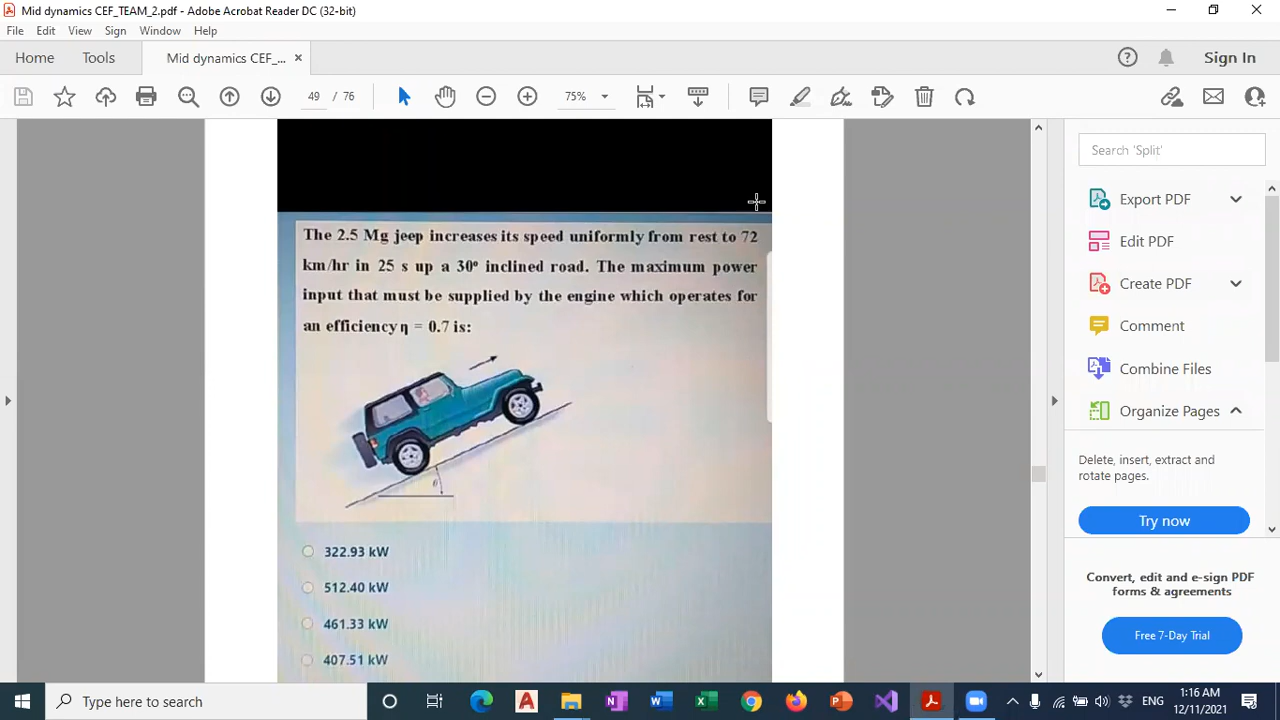 Mid dynamics CEF_TEAM_2.pdf - Adobe Acrobat Reader DC (32-bit)
File Edit View Sign Window Help
Home Tools Mid dynamics CEF_... × Sign In
49 / 76 75%
The 2.5 Mg jeep increases its speed uniformly from rest to 72
km/hr in 25 s up a 30° inclined road. The maximum power
input that must be supplied by the engine which operates for
an efficiency η = 0.7 is:
θ
322.93 kW
512.40 kW
461.33 kW
407.51 kW
Search 'Split'
Export PDF
Edit PDF
Create PDF
Comment
Combine Files
Organize Pages
Delete, insert, extract and
rotate pages.
Try now
Convert, edit and e-sign PDF
forms & agreements
Free 7-Day Trial
Type here to search
ENG
1:16 AM
12/11/2021